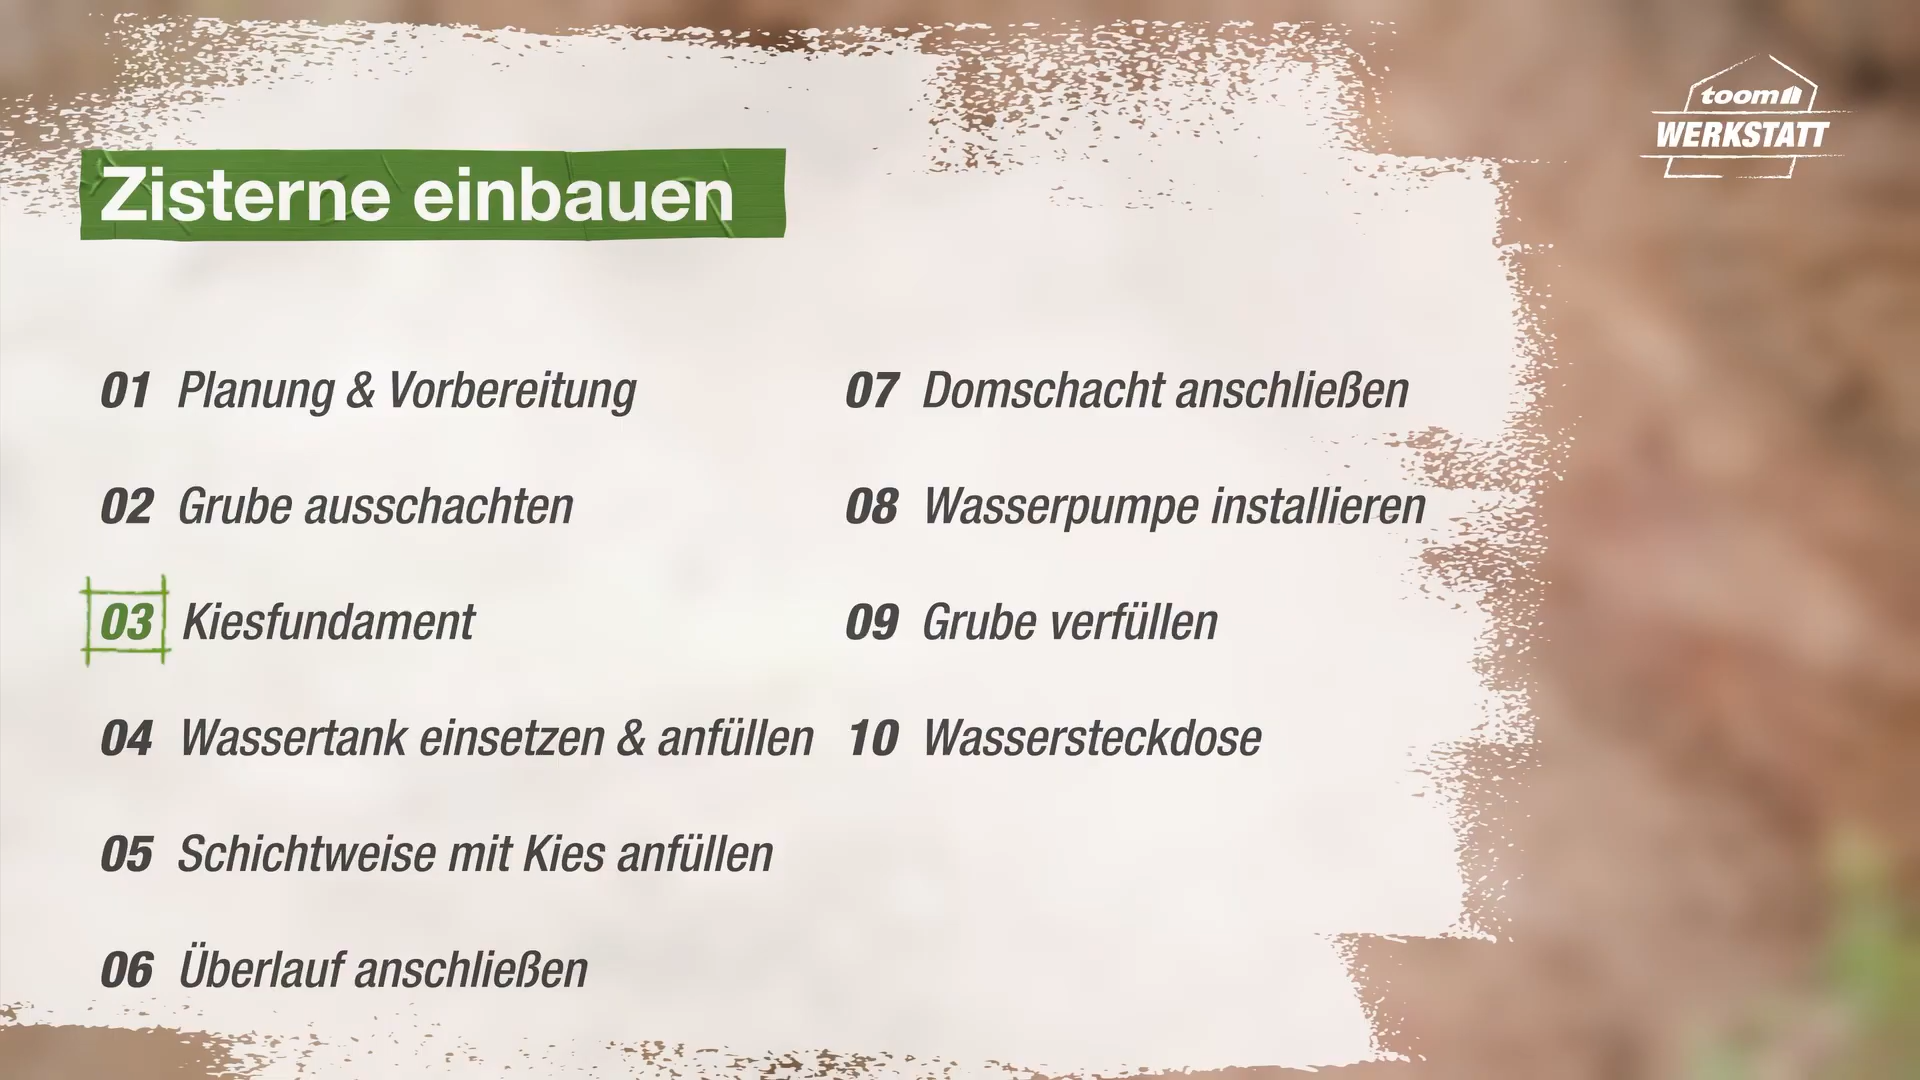 toom
WERKSTATT
Zisterne einbauen
01 Planung & Vorbereitung
02 Grube ausschachten
03 Kiesfundament
04 Wassertank einsetzen & anfüllen
05 Schichtweise mit Kies anfüllen
06 Überlauf anschließen
07 Domschacht anschließen
08 Wasserpumpe installieren
09 Grube verfüllen
10 Wassersteckdose